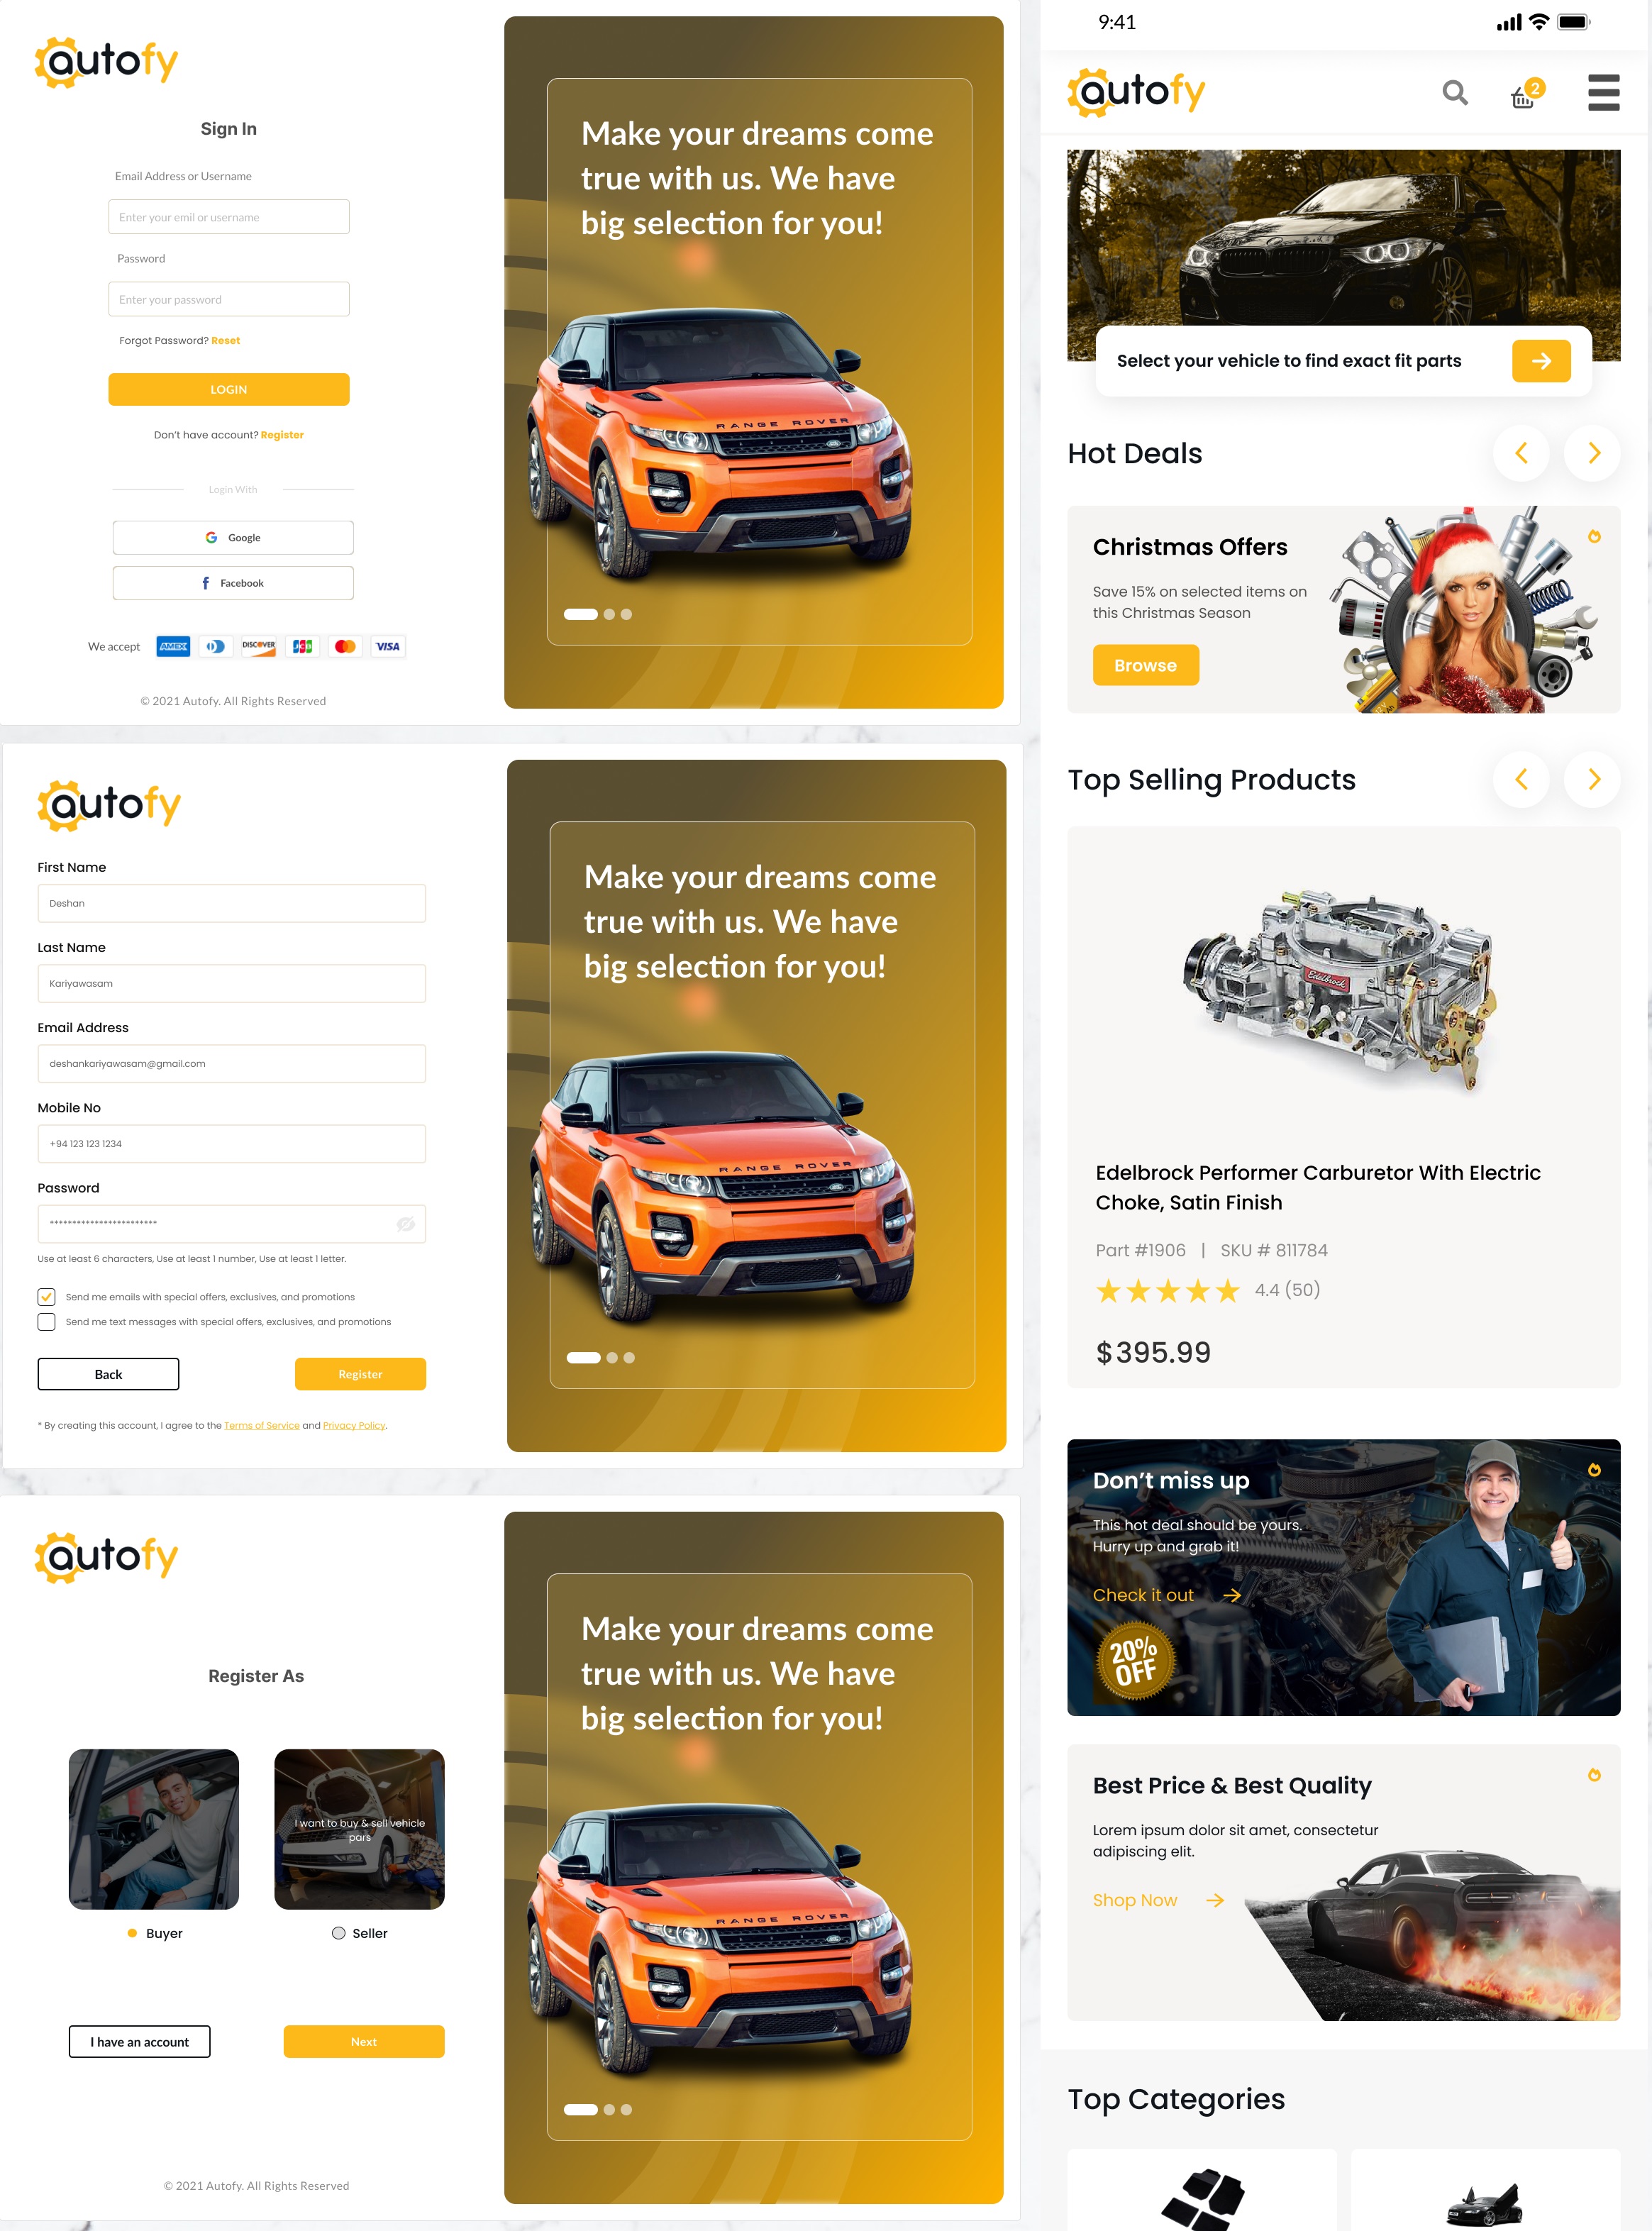 autofy
Sign In
Email Address or Username
Enter your emil or username
Password
Enter your password
Forgot Password? Reset
LOGIN
Don't have account? Register
Login With
Google
Facebook
We accept AMEX DISCOVER JCB VISA
© 2021 Autofy. All Rights Reserved
Make your dreams come
true with us. We have
big selection for you!
RANGE ROVER
autofy
First Name
Deshan
Last Name
Kariyawasam
Email Address
deshankariyawasam@gmail.com
Mobile No
+94 123 123 1234
Password
************************
Use at least 6 characters, Use at least 1 number, Use at least 1 letter.
Send me emails with special offers, exclusives, and promotions
Send me text messages with special offers, exclusives, and promotions
Back
Register
* By creating this account, I agree to the Terms of Service and Privacy Policy.
Make your dreams come
true with us. We have
big selection for you!
RANGE ROVER
autofy
Register As
I want to buy & sell vehicle
pars
Buyer
Seller
I have an account
Next
© 2021 Autofy. All Rights Reserved
Make your dreams come
true with us. We have
big selection for you!
RANGE ROVER
9:41
autofy
2
Select your vehicle to find exact fit parts
Hot Deals
Christmas Offers
Save 15% on selected items on
this Christmas Season
Browse
Top Selling Products
Edelbrock
Edelbrock Performer Carburetor With Electric
Choke, Satin Finish
Part #1906 | SKU # 811784
4.4 (50)
$395.99
Don't miss up
This hot deal should be yours.
Hurry up and grab it!
Check it out
20%
OFF
Best Price & Best Quality
Lorem ipsum dolor sit amet, consectetur
adipiscing elit.
Shop Now
Top Categories